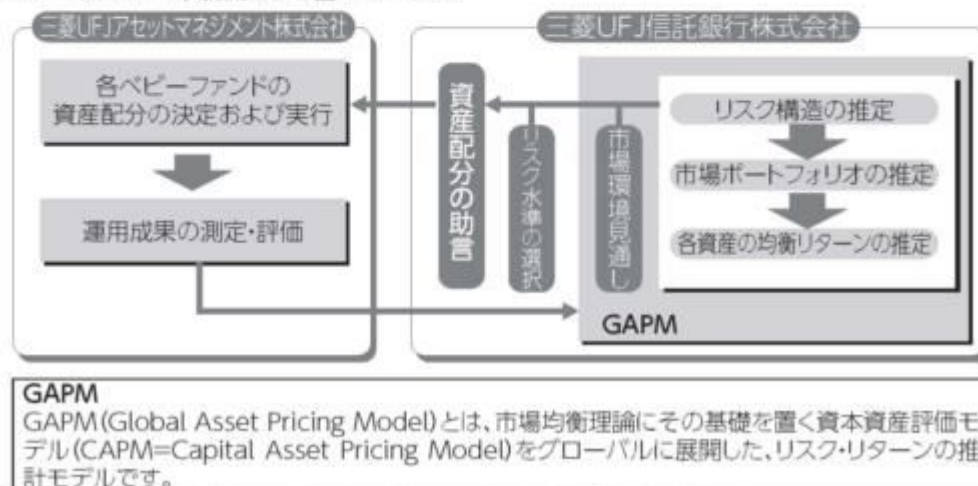 三菱UFJアセットマネジメント株式会社
各ベビーファンドの
資産配分の決定および実行
運用成果の測定・評価
三菱UFJ信託銀行株式会社
資産配分の助言
リスク水準の選択
市場環境見通し
リスク構造の推定
市場ポートフォリオの推定
各資産の均衡リターンの推定
GAPM
GAPM
GAPM(Global Asset Pricing Model)とは、市場均衡理論にその基礎を置く資本資産評価モ
デル(CAPM=Capital Asset Pricing Model)をグローバルに展開した、リスク・リターンの推
計モデルです。